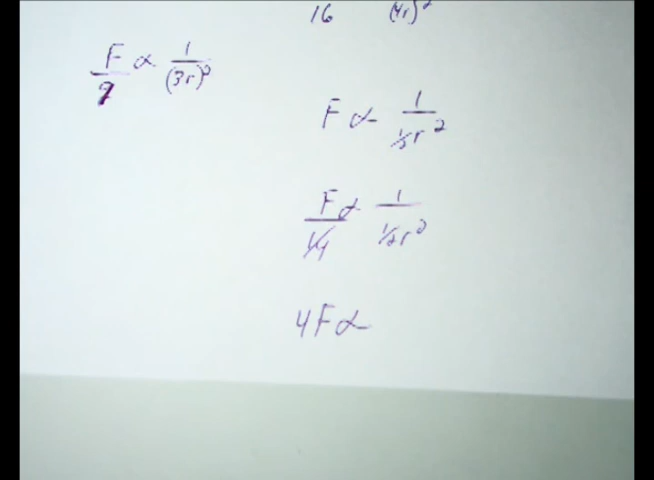 16 (4r)²
F/9 ∝ 1/(3r)²
F ∝ 1/½r²
F/¼ ∝ 1/½r²
4F ∝